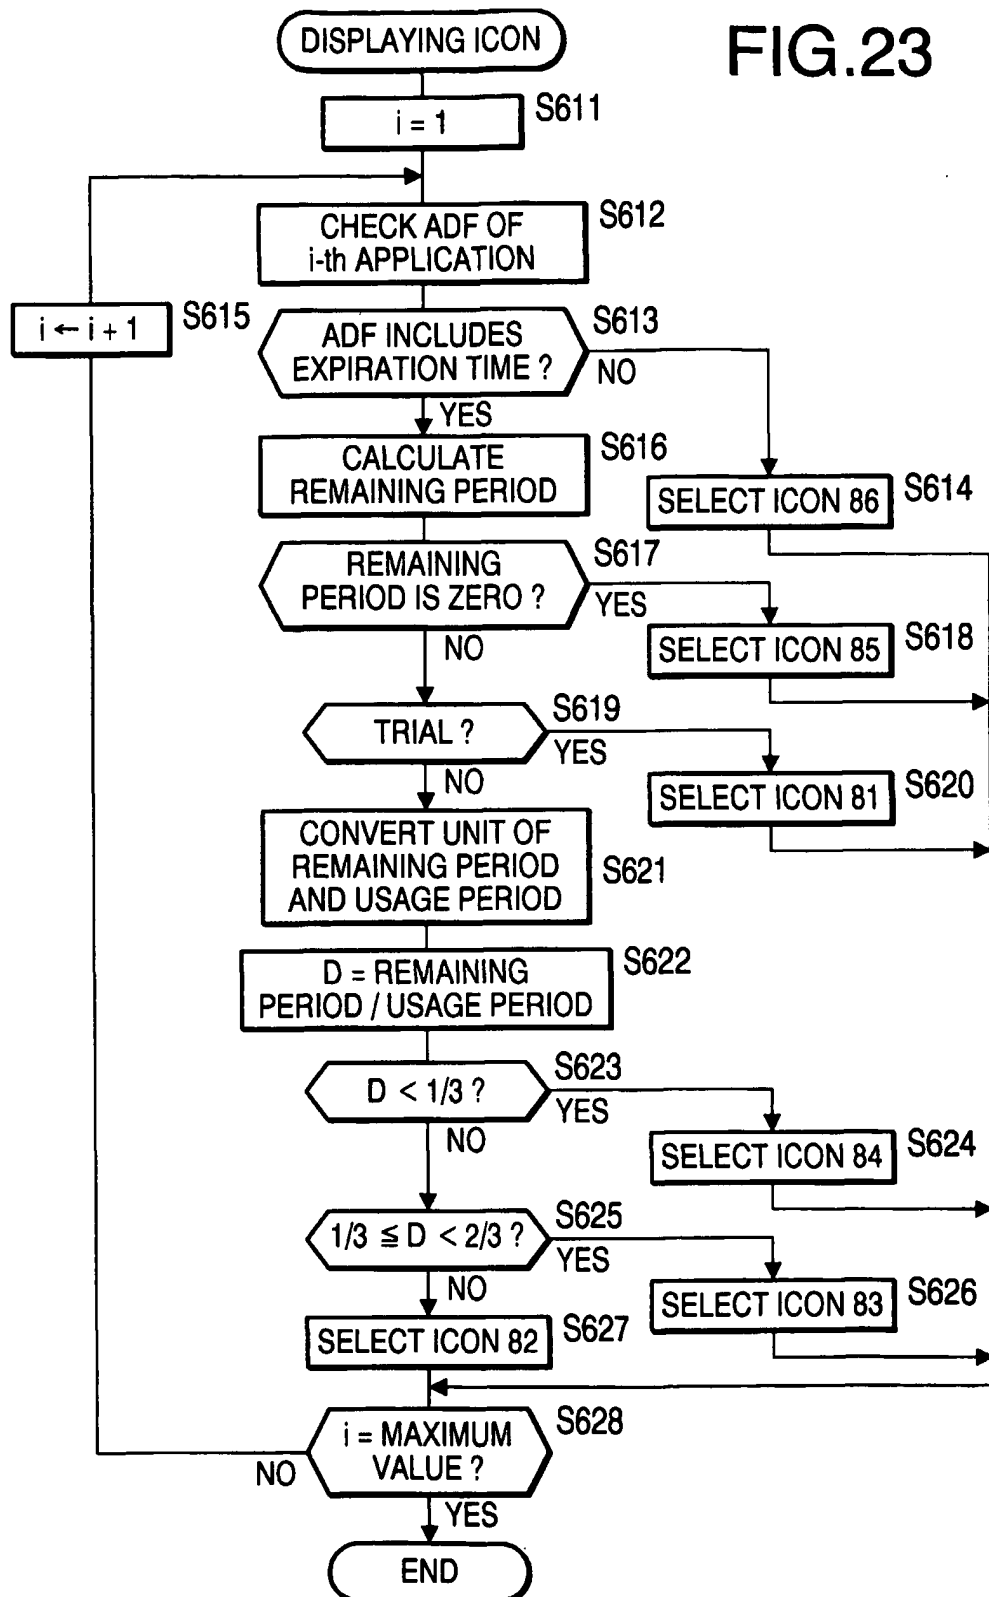 DISPLAYING ICON
FIG.23
i = 1
S611
CHECK ADF OF
i-th APPLICATION
S612
i ← i + 1
S615
ADF INCLUDES
EXPIRATION TIME ?
S613
NO
YES
CALCULATE
REMAINING PERIOD
S616
SELECT ICON 86
S614
REMAINING
PERIOD IS ZERO ?
S617
YES
NO
SELECT ICON 85
S618
TRIAL ?
S619
YES
NO
SELECT ICON 81
S620
CONVERT UNIT OF
REMAINING PERIOD
AND USAGE PERIOD
S621
D = REMAINING
PERIOD / USAGE PERIOD
S622
D < 1/3 ?
S623
YES
NO
SELECT ICON 84
S624
1/3 ≦ D < 2/3 ?
S625
YES
NO
SELECT ICON 83
S626
SELECT ICON 82
S627
i = MAXIMUM
VALUE ?
S628
NO
YES
END